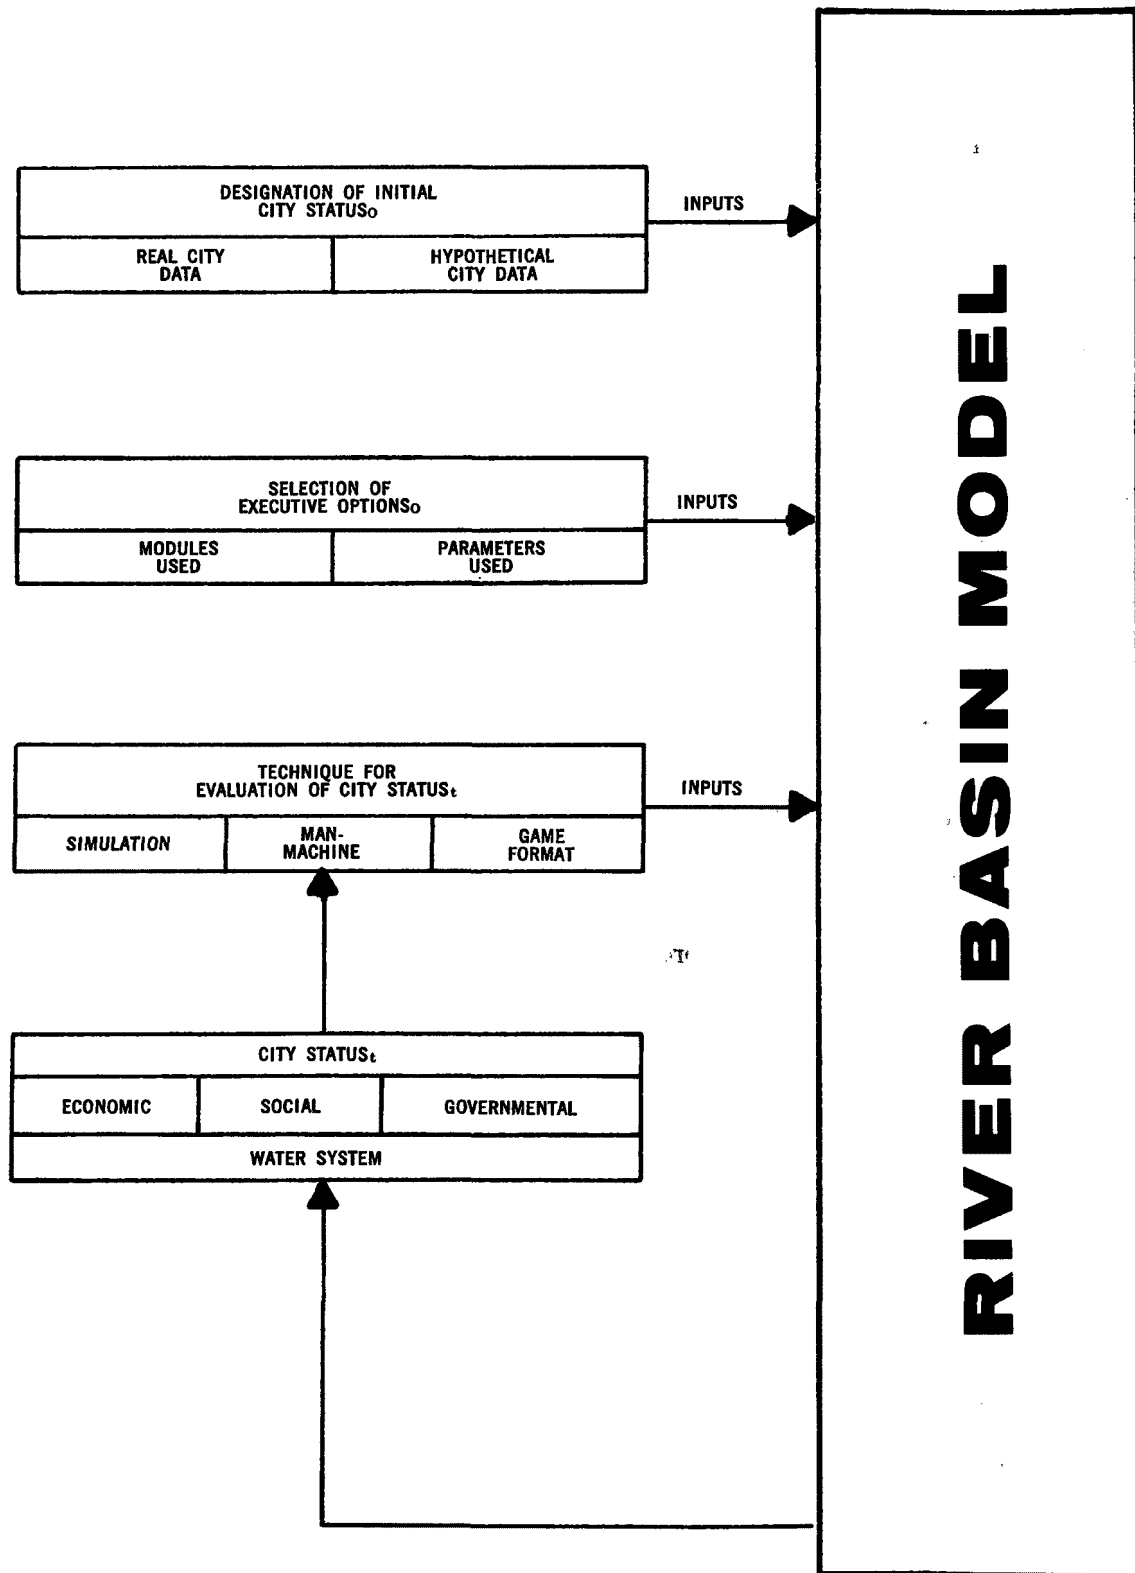 DESIGNATION OF INITIAL
CITY STATUSo
REAL CITY
DATA
HYPOTHETICAL
CITY DATA
INPUTS
SELECTION OF
EXECUTIVE OPTIONSo
MODULES
USED
PARAMETERS
USED
INPUTS
TECHNIQUE FOR
EVALUATION OF CITY STATUSt
SIMULATION
MAN-
MACHINE
GAME
FORMAT
INPUTS
CITY STATUSt
ECONOMIC
SOCIAL
GOVERNMENTAL
WATER SYSTEM
RIVER BASIN MODEL